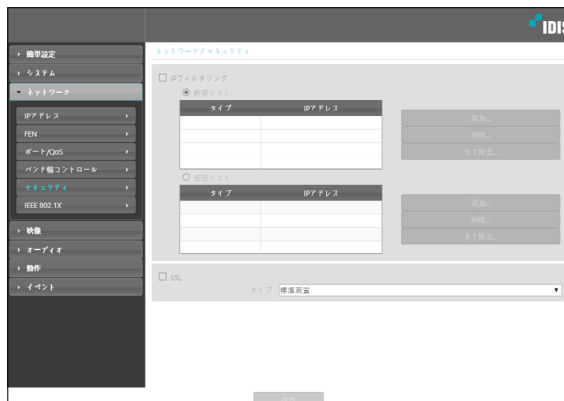 IDIS
簡単設定
システム
ネットワーク
IPアドレス
FEN
ポート/QoS
バンド幅コントロール
セキュリティ
IEEE 802.1X
映像
オーディオ
動作
イベント
ネットワーク / セキュリティ
IPフィルタリング
許容リスト
タイプ IPアドレス
追加...
削除...
全て除去...
拒否リスト
タイプ IPアドレス
追加...
削除...
全て除去...
SSL
タイプ 標準画質